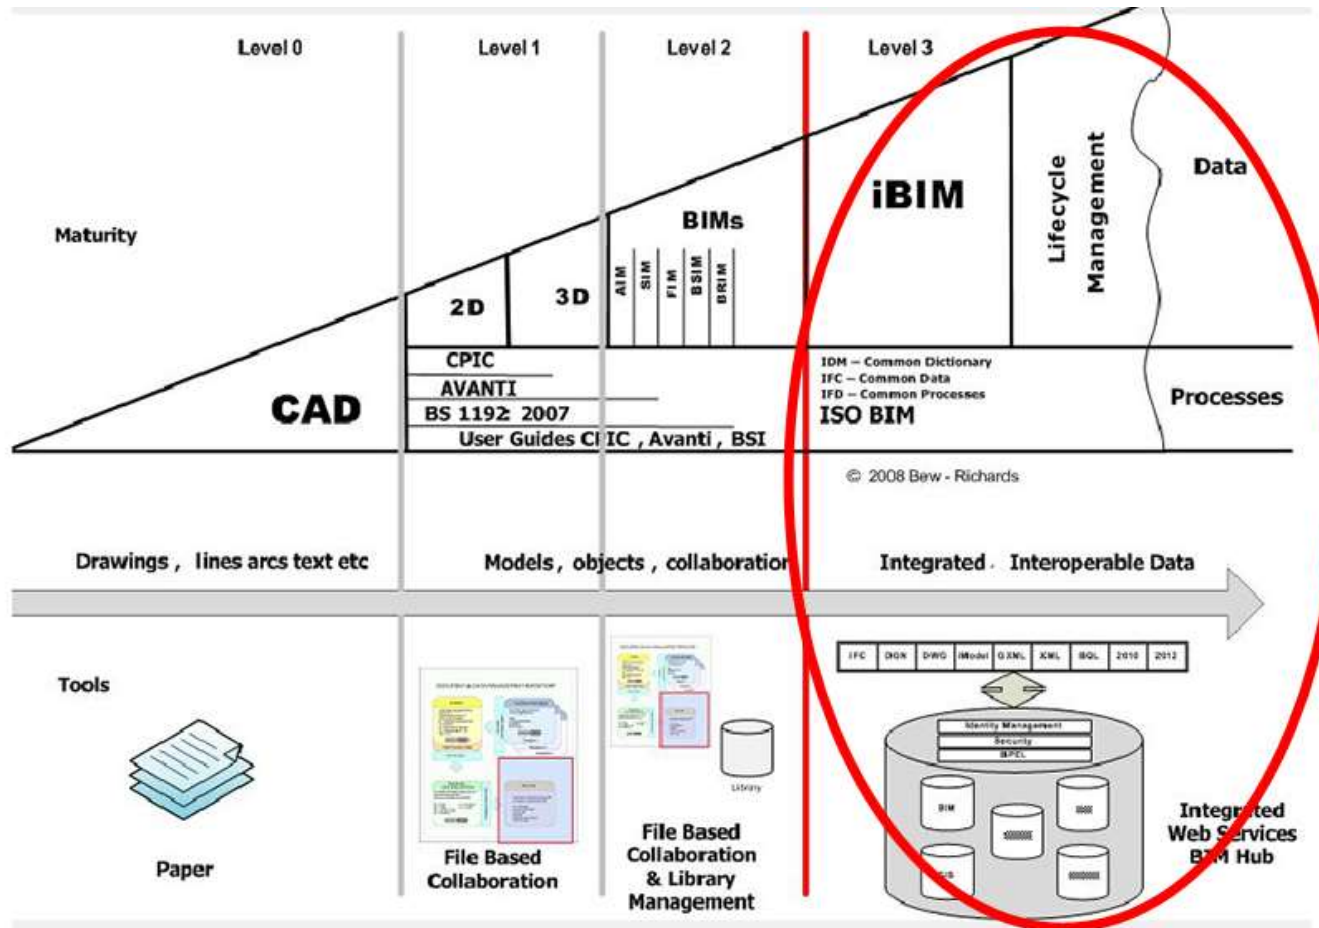 Level 0
Level 1
Level 2
Level 3
Maturity
CAD
2D
3D
BIMs
AIM
SIM
FIM
BSIM
BRIM
iBIM
Lifecycle
Management
Data
CPIC
AVANTI
BS 1192: 2007
User Guides CPIC , Avanti , BSI
IDM – Common Dictionary
IFC – Common Data
IFD – Common Processes
ISO BIM
Processes
© 2008 Bew - Richards
Drawings , lines arcs text etc
Models , objects , collaboration
Integrated . Interoperable Data
Tools
Paper
File Based
Collaboration
Library
File Based
Collaboration
& Library
Management
IFC DGN DWG iModel GXML XML 2010 2012
Identity Management
Security
BPEL
BIM
GIS
Integrated
Web Services
BIM Hub